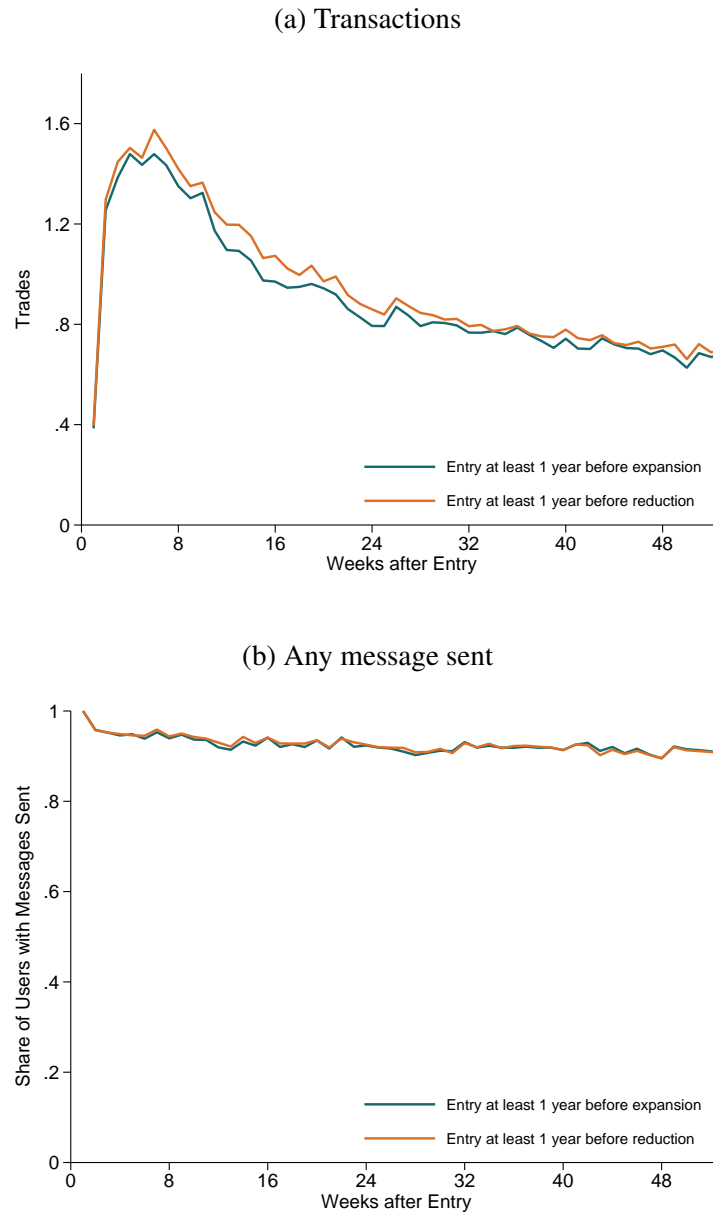 (a) Transactions
1.6
1.2
.8
.4
0
Trades
Entry at least 1 year before expansion
Entry at least 1 year before reduction
0 8 16 24 32 40 48
Weeks after Entry
(b) Any message sent
1
.8
.6
.4
.2
0
Share of Users with Messages Sent
Entry at least 1 year before expansion
Entry at least 1 year before reduction
0 8 16 24 32 40 48
Weeks after Entry